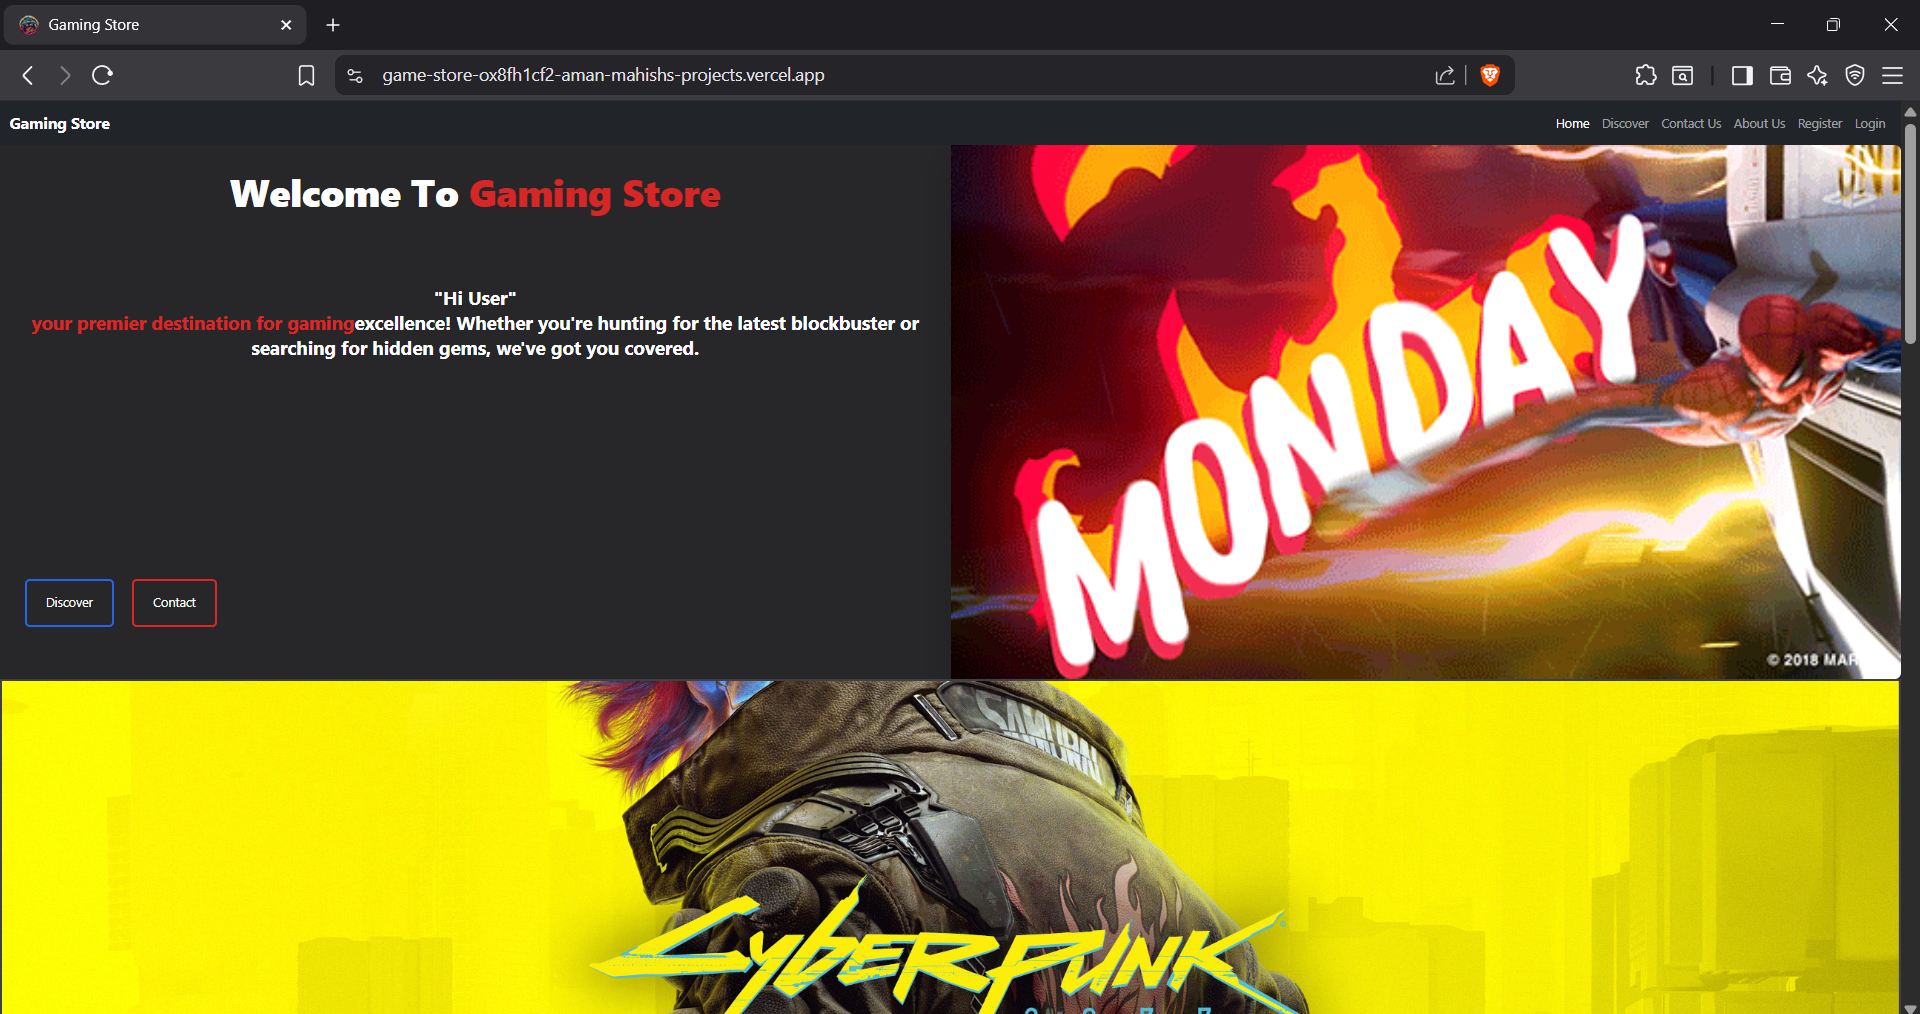 Gaming Store
game-store-ox8fh1cf2-aman-mahishs-projects.vercel.app
Gaming Store
Home Discover Contact Us About Us Register Login
Welcome To Gaming Store
"Hi User"
your premier destination for gamingexcellence! Whether you're hunting for the latest blockbuster or
searching for hidden gems, we've got you covered.
Discover Contact
MONDAY
© 2018 MAR
SAMURAI
Cyberpunk